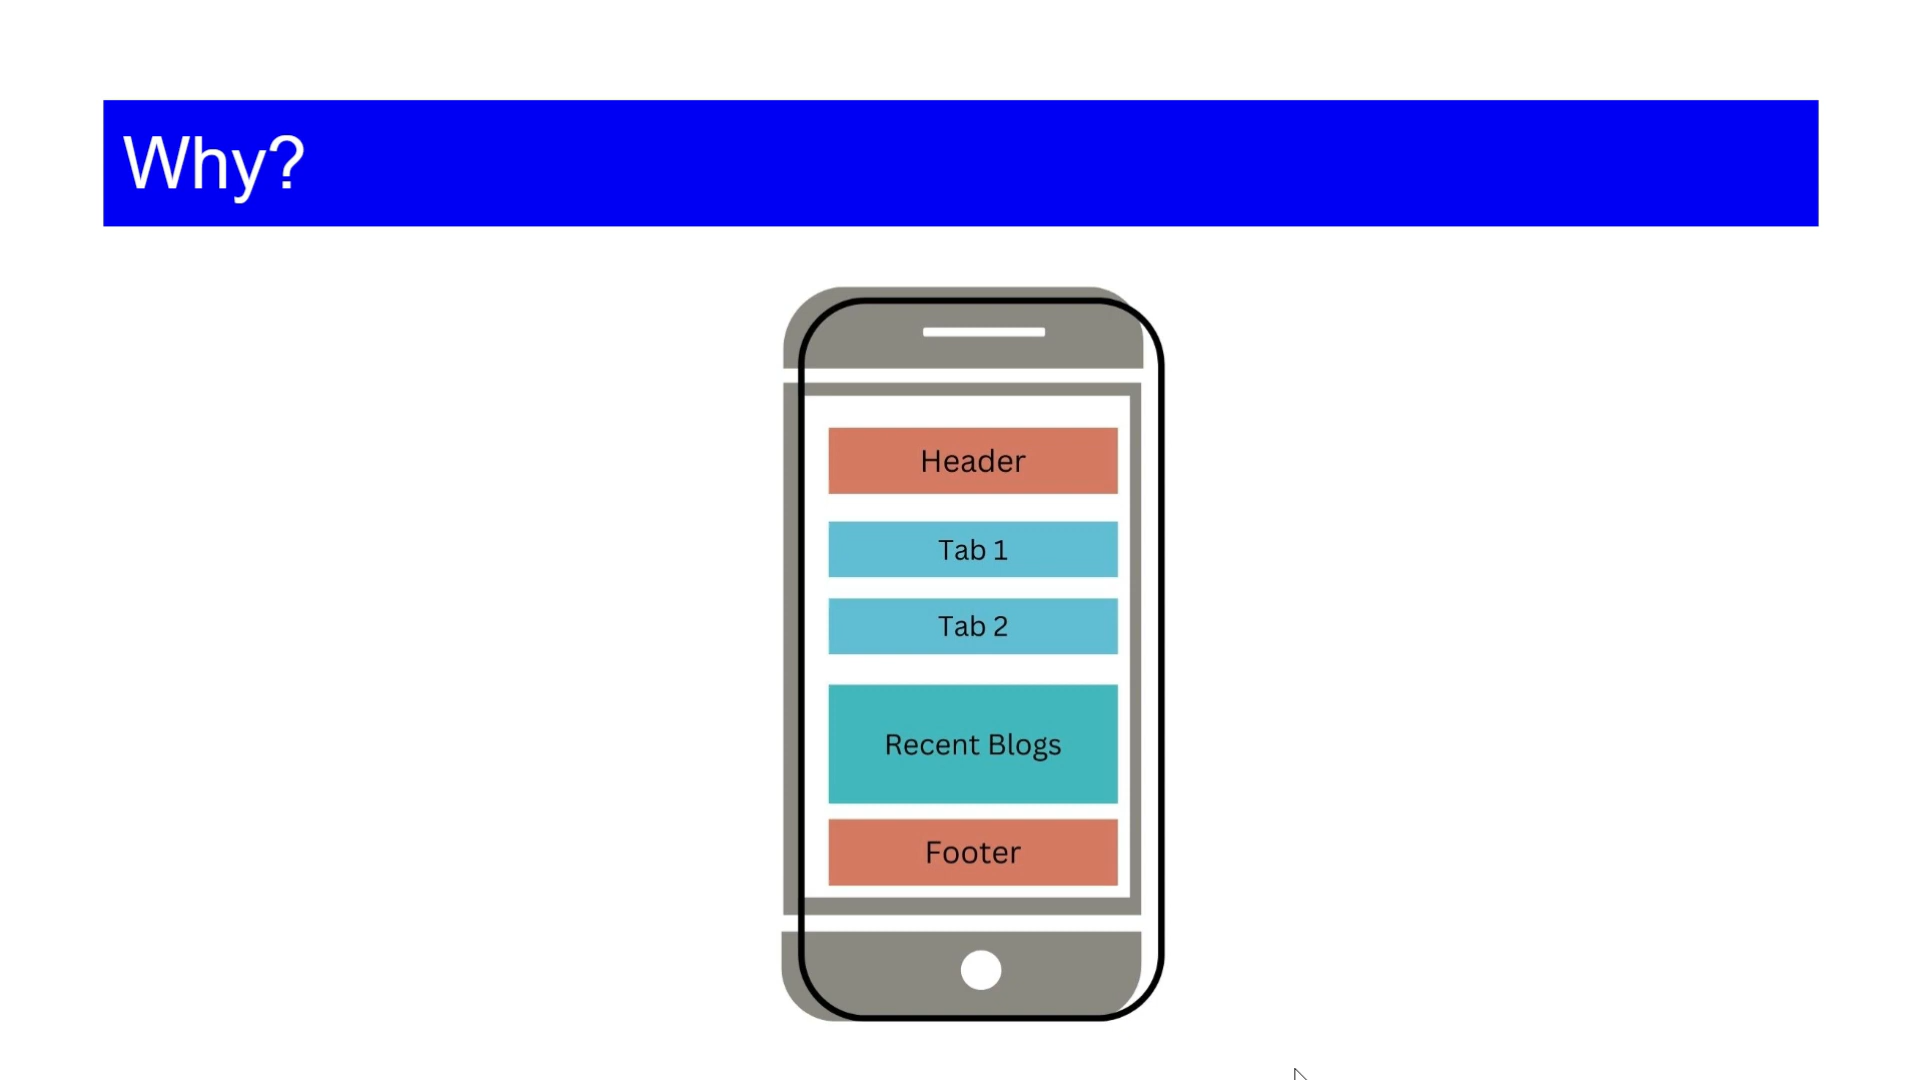 Why?
Header
Tab 1
Tab 2
Recent Blogs
Footer